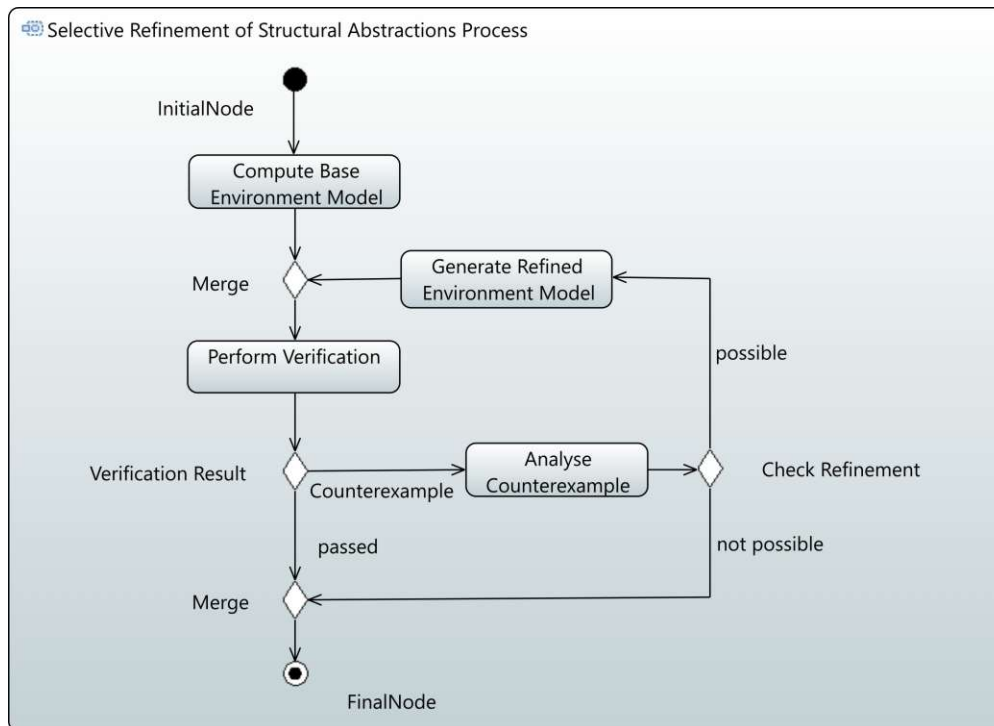 Selective Refinement of Structural Abstractions Process
InitialNode
Compute Base
Environment Model
Merge
Generate Refined
Environment Model
Perform Verification
possible
Verification Result
Counterexample
Analyse
Counterexample
Check Refinement
passed
not possible
Merge
FinalNode